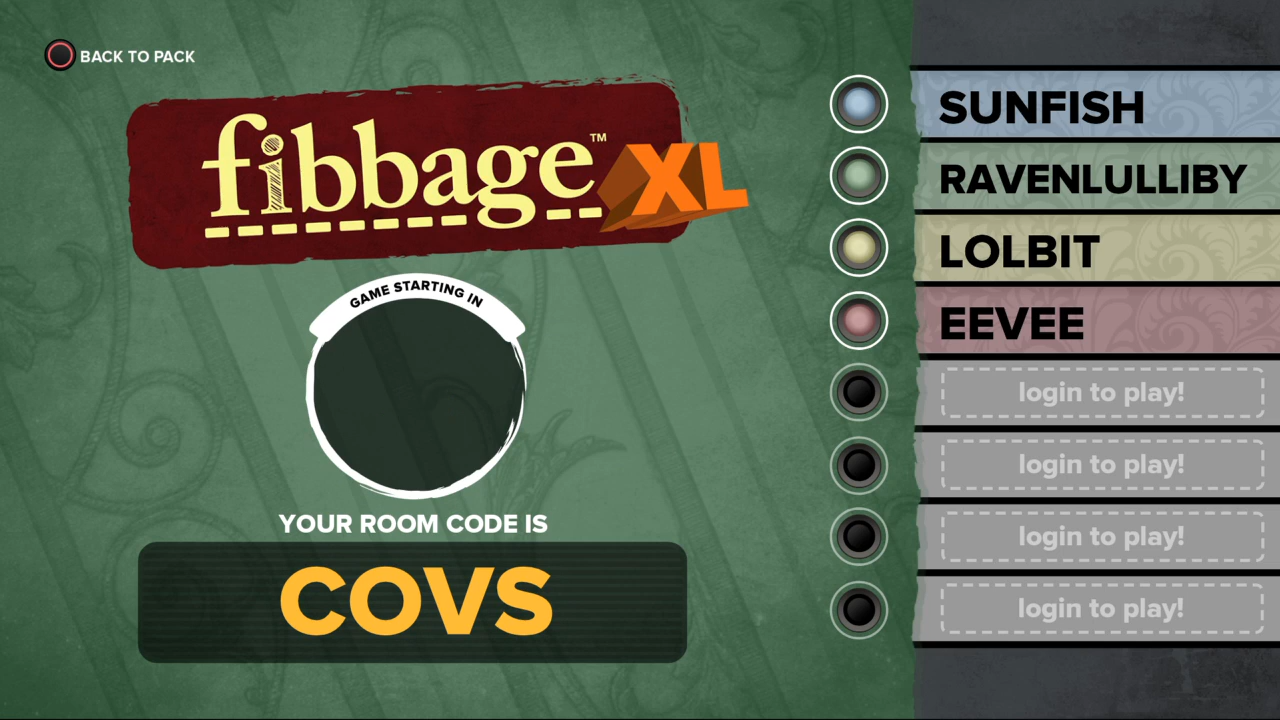 BACK TO PACK
fibbage™ XL
GAME STARTING IN
YOUR ROOM CODE IS
COVS
SUNFISH
RAVENLULLIBY
LOLBIT
EEVEE
login to play!
login to play!
login to play!
login to play!